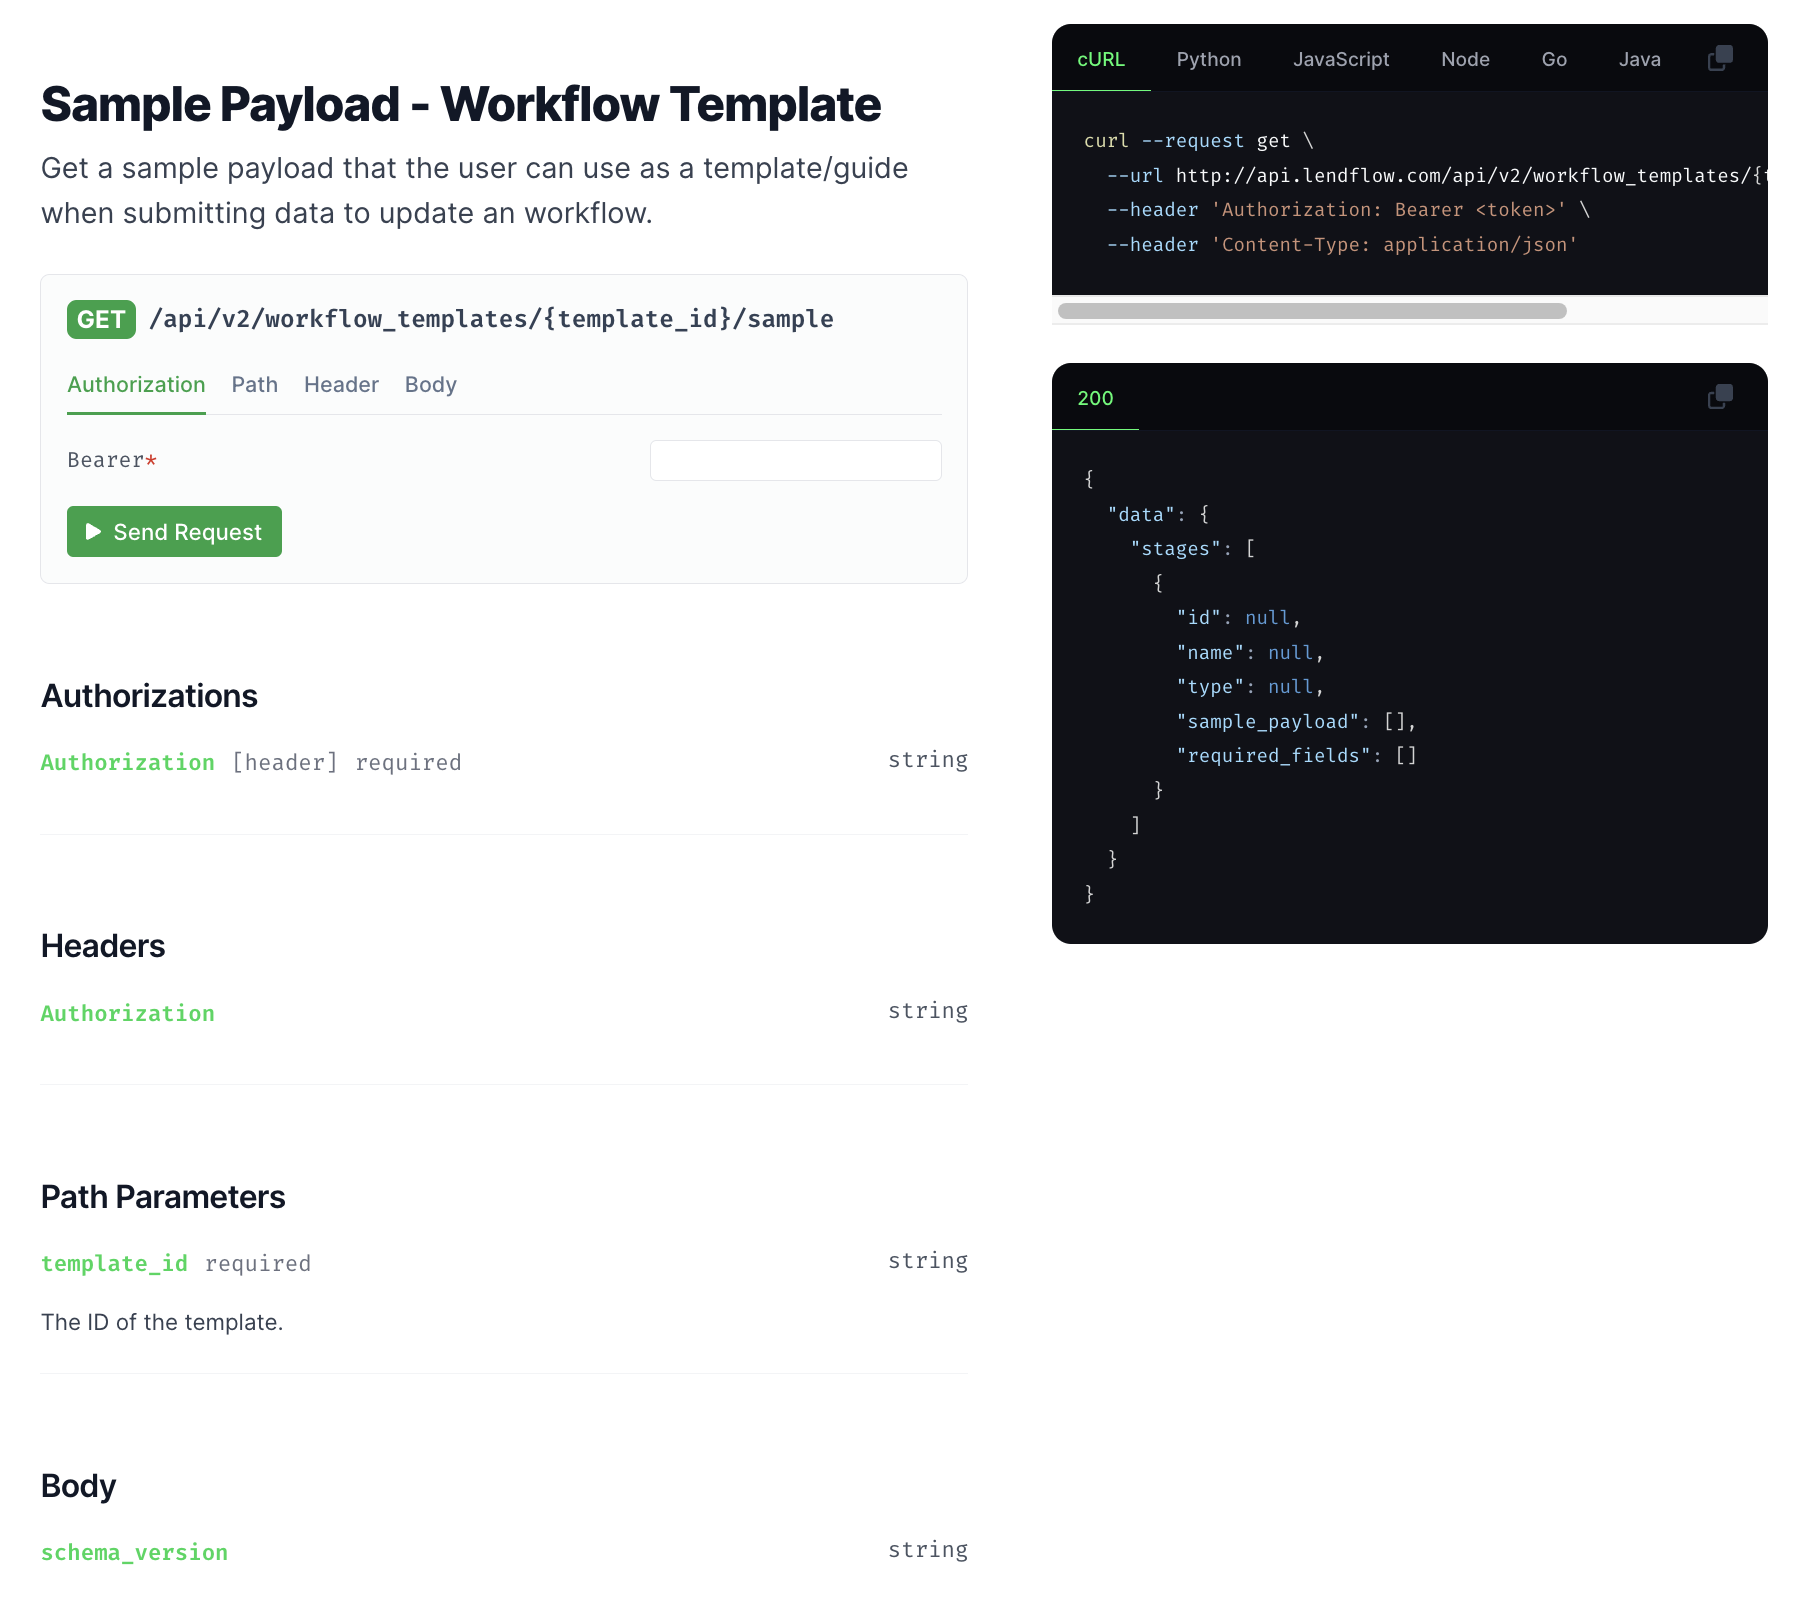 Sample Payload - Workflow Template
Get a sample payload that the user can use as a template/guide
when submitting data to update an workflow.
GET /api/v2/workflow_templates/{template_id}/sample
Authorization Path Header Body
Bearer*
Send Request
Authorizations
Authorization [header] required string
Headers
Authorization string
Path Parameters
template_id required string
The ID of the template.
Body
schema_version string
cURL Python JavaScript Node Go Java
curl --request get \
--url http://api.lendflow.com/api/v2/workflow_templates/{
--header 'Authorization: Bearer <token>' \
--header 'Content-Type: application/json'
200
{
"data": {
"stages": [
{
"id": null,
"name": null,
"type": null,
"sample_payload": [],
"required_fields": []
}
]
}
}